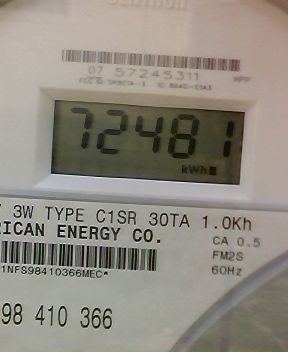 07 57245311
72481
kWh
3W TYPE C1SR 30TA 1.0Kh
RICAN ENERGY CO.
CA 0.5
FM2S
60Hz
1NFS98410366MEC*
98 410 366